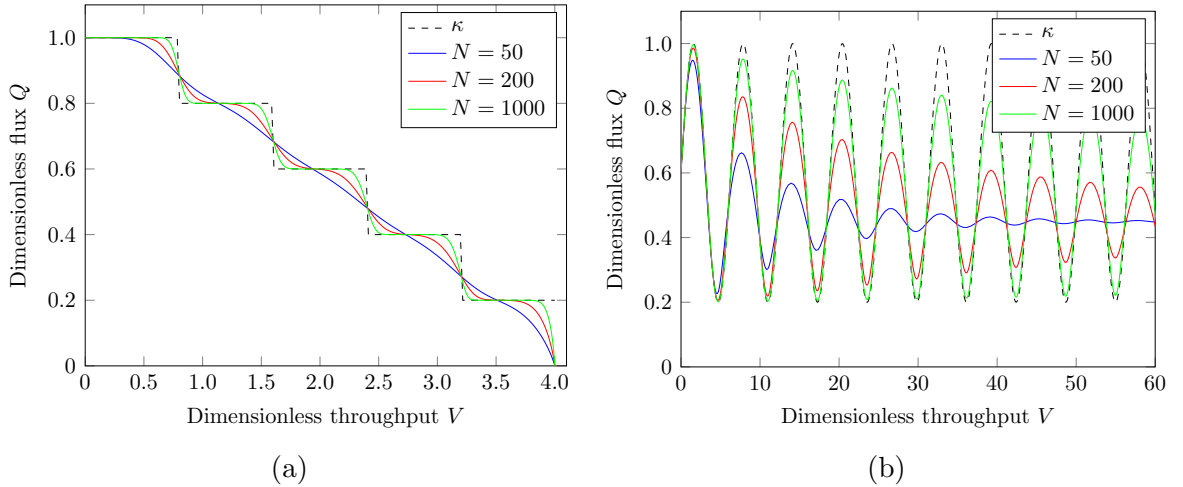 κ
N = 50
N = 200
N = 1000
1.0
0.8
0.6
0.4
0.2
0
Dimensionless flux Q
0 0.5 1.0 1.5 2.0 2.5 3.0 3.5 4.0
Dimensionless throughput V
(a)
κ
N = 50
N = 200
N = 1000
1.0
0.8
0.6
0.4
0.2
0
Dimensionless flux Q
0 10 20 30 40 50 60
Dimensionless throughput V
(b)